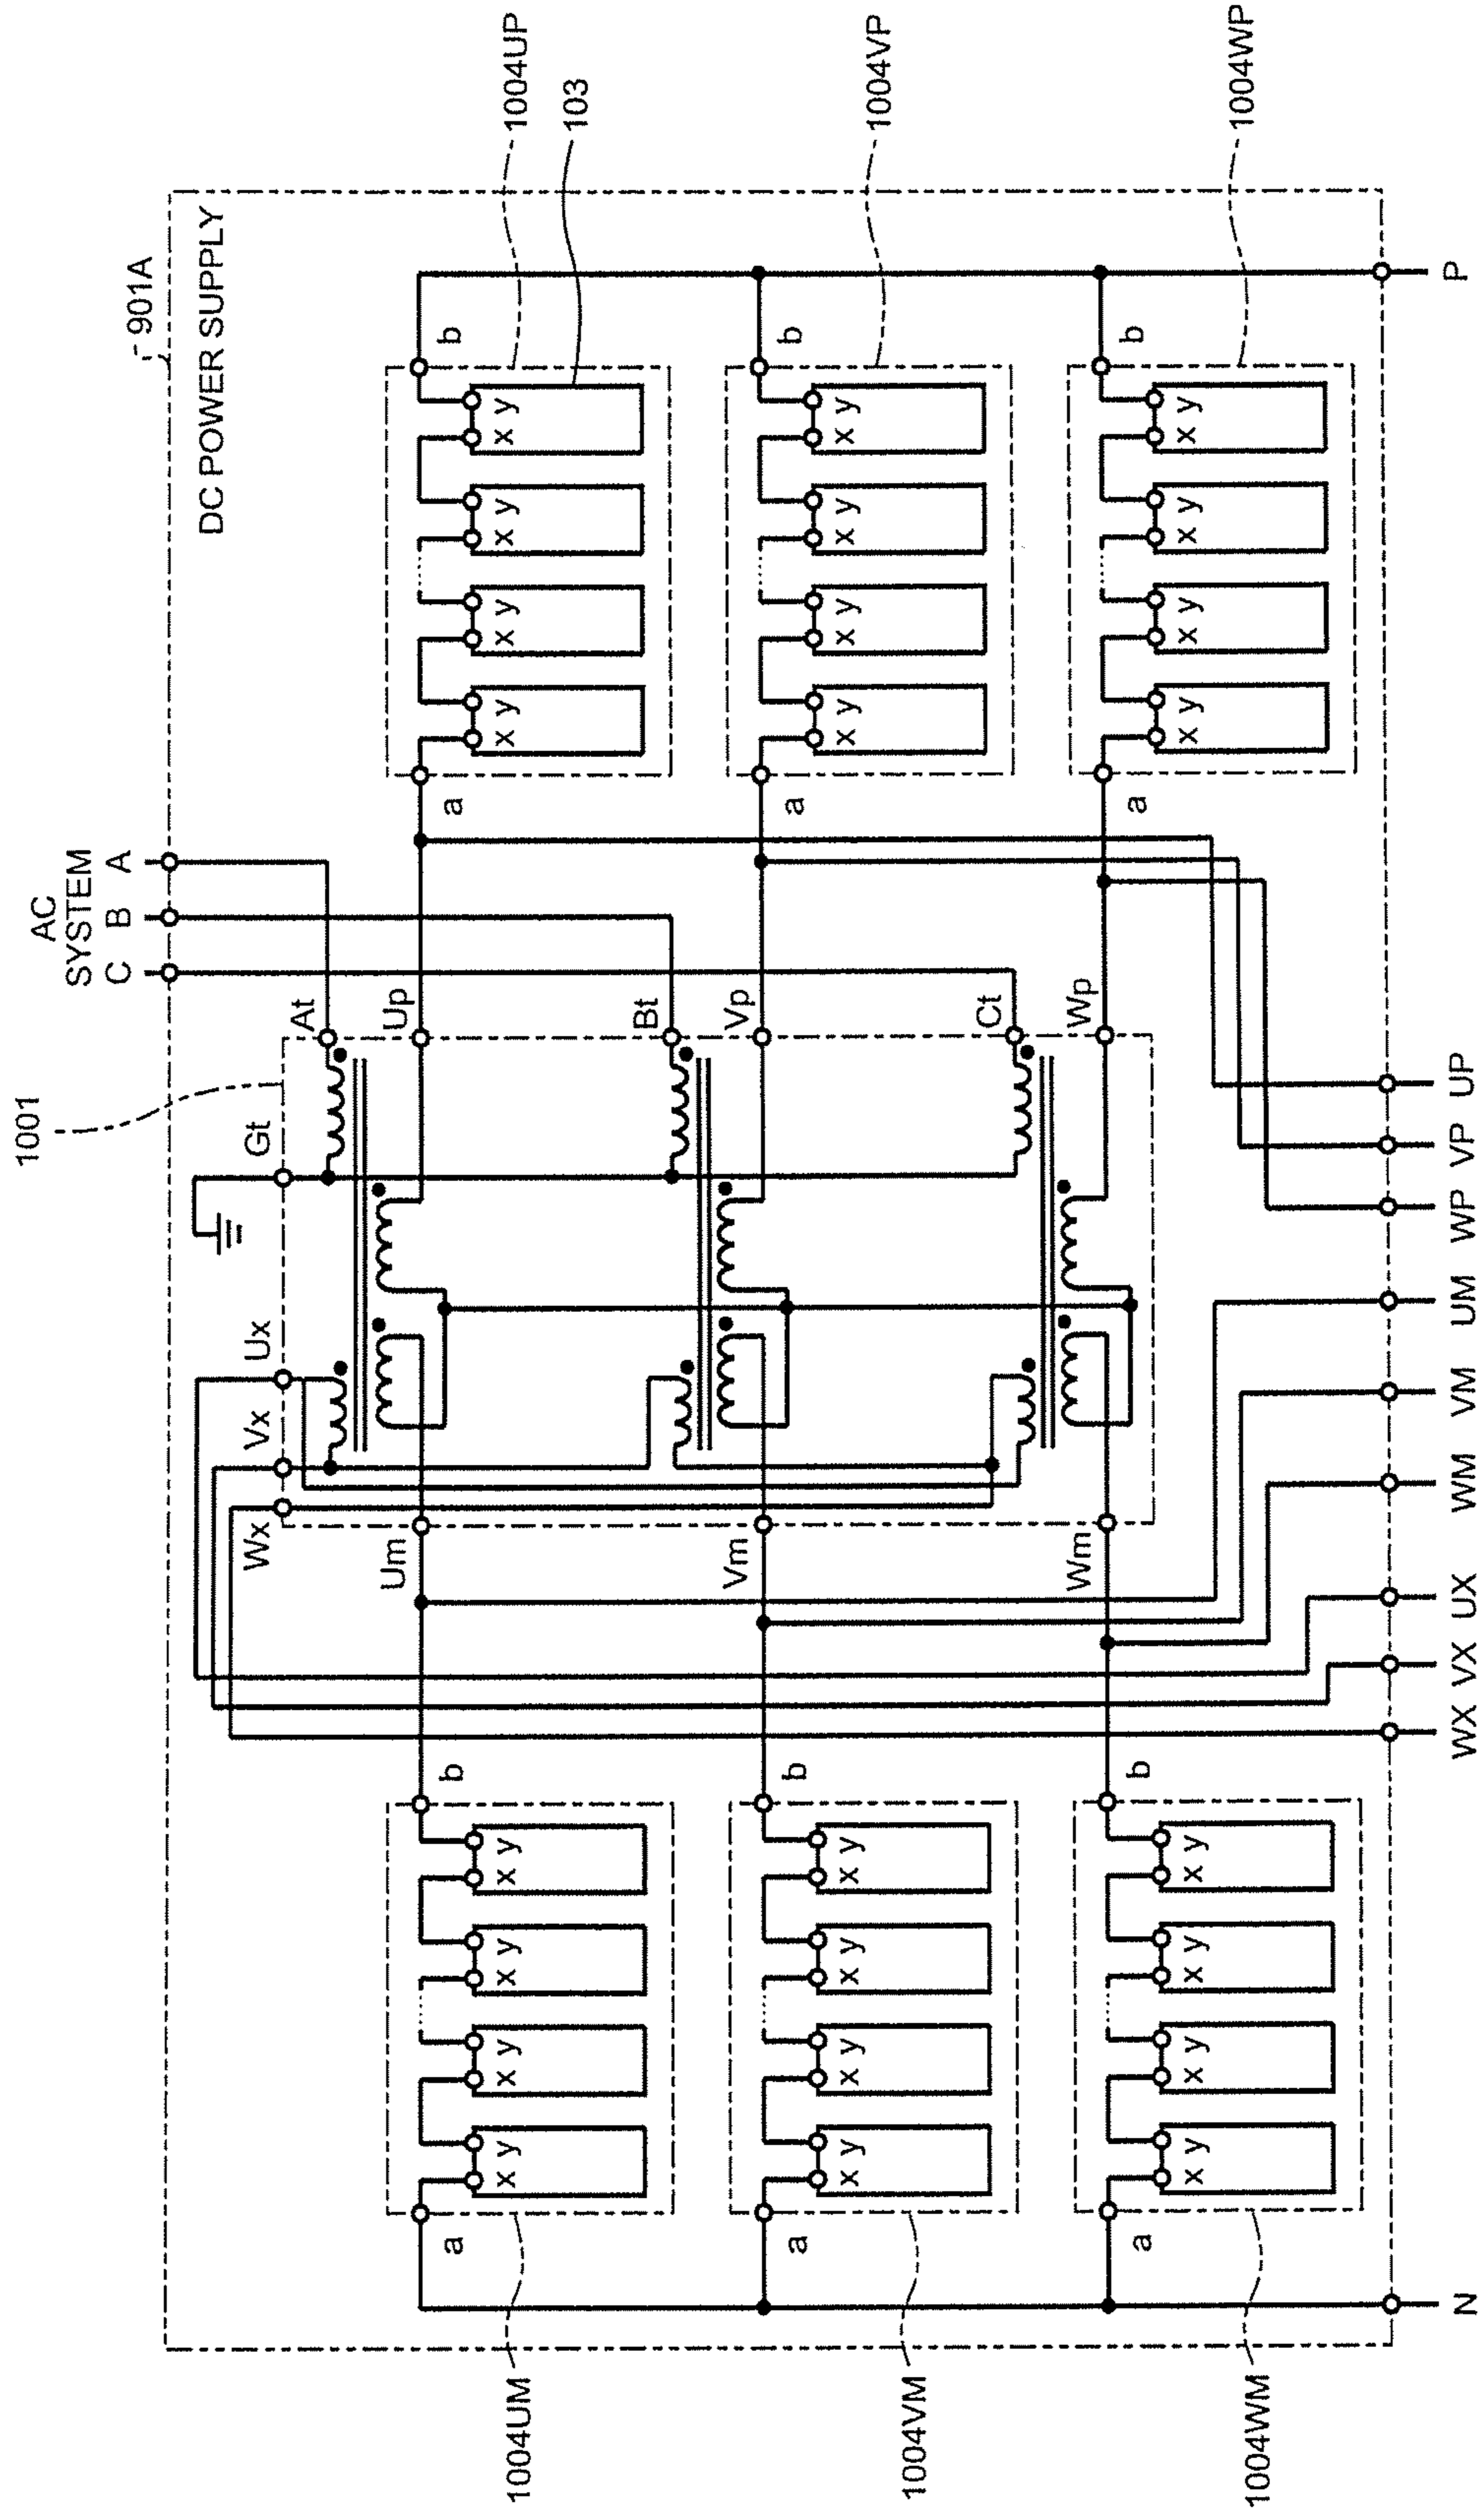 1001
AC
SYSTEM
C B A
901A
DC POWER SUPPLY
Wx Vx Ux Gt
At
Um Up
a b a b
x y x y x y x y x y x y x y x y
1004UM 1004UP
103
Bt
Vm Vp
a b a b
x y x y x y x y x y x y x y x y
1004VM 1004VP
Ct
Wm Wp
a b a b
x y x y x y x y x y x y x y x y
1004WM 1004WP
N WX VX UX WM VM UM WP VP UP P